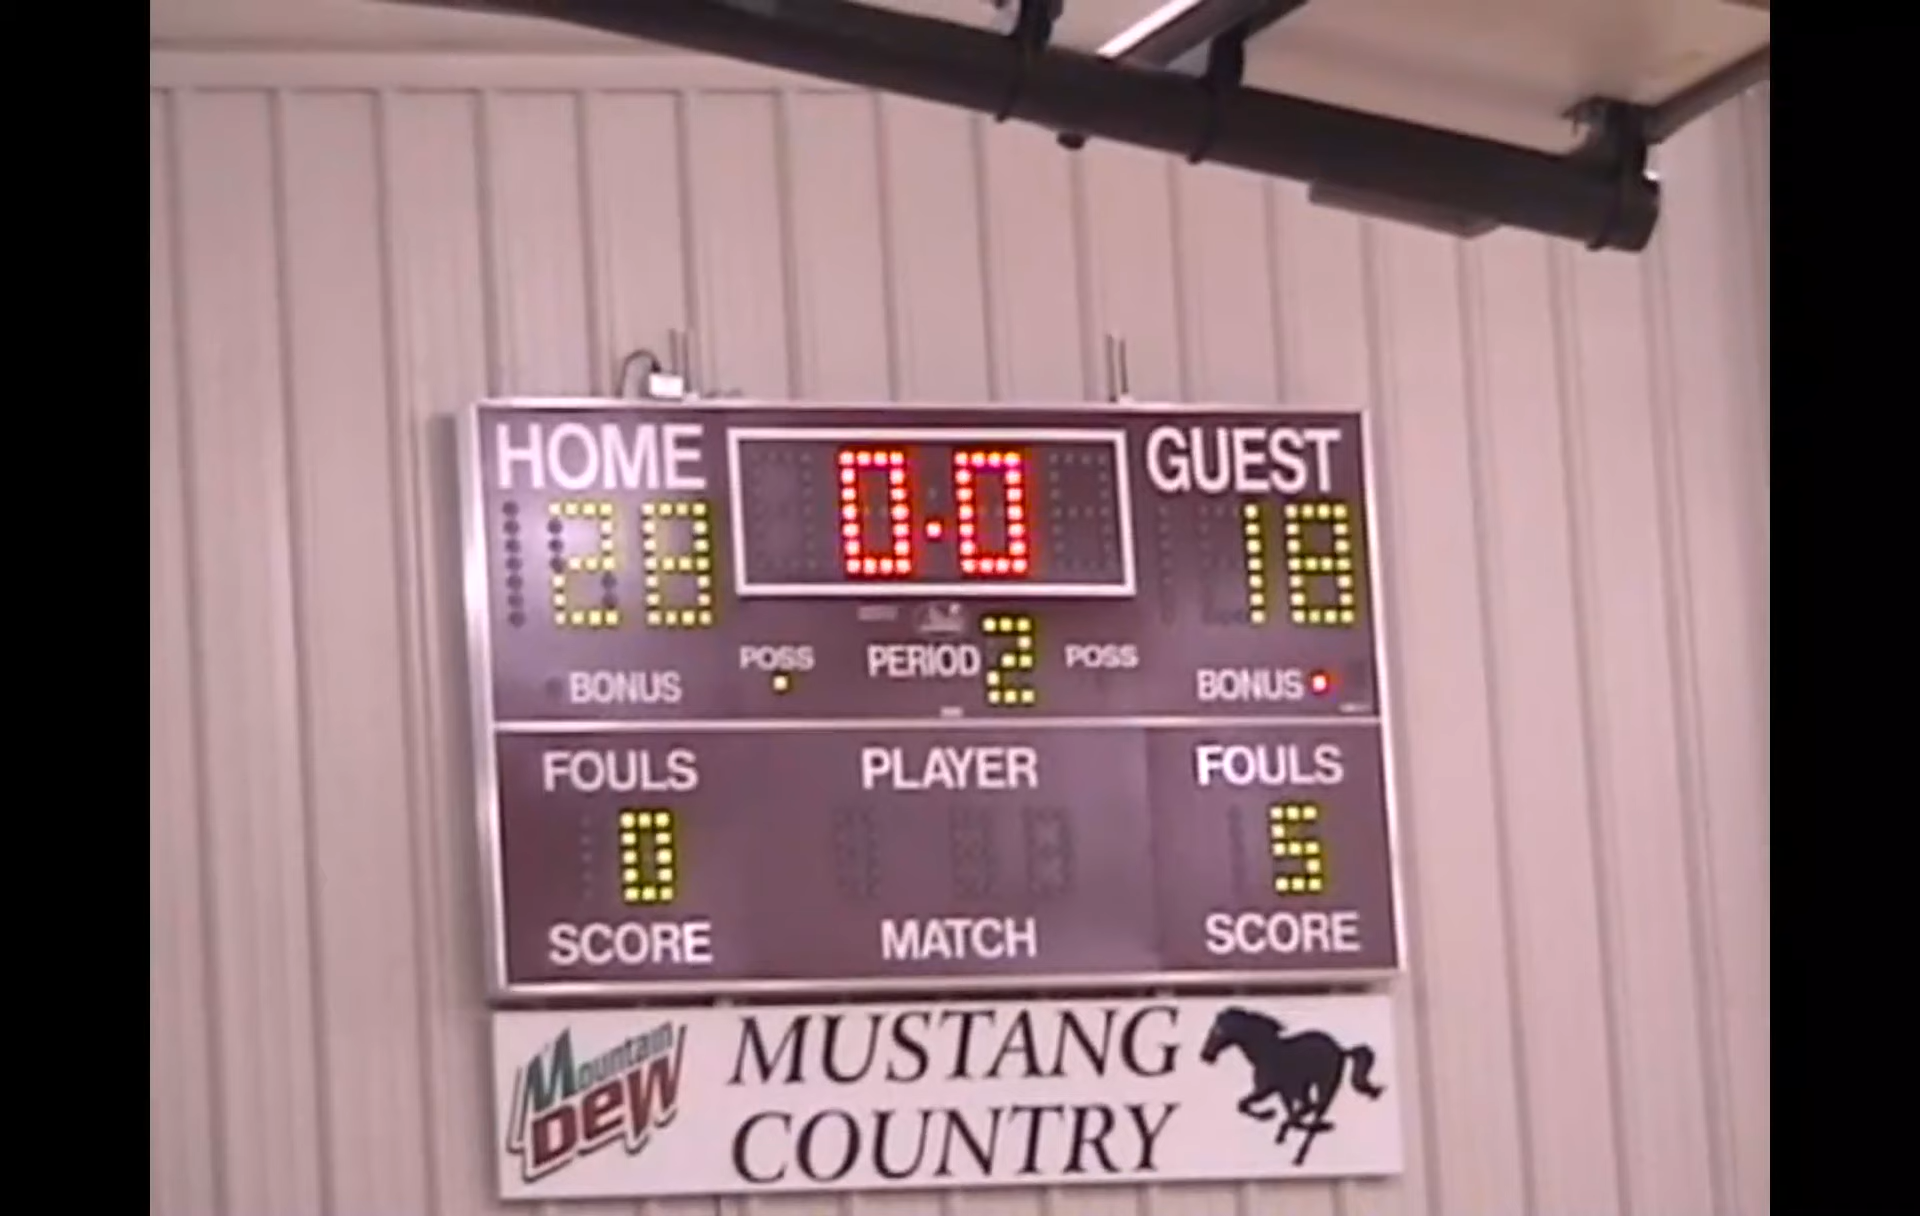 HOME 0.0 GUEST
28 18
POSS PERIOD 2 POSS
BONUS BONUS
FOULS PLAYER FOULS
0 5
SCORE MATCH SCORE
Mountain Dew MUSTANG
COUNTRY